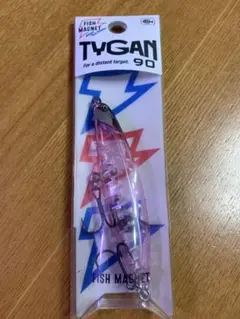 FISH
MAGNET
TYGAN
For a distant target.
90
FISH MAGNET